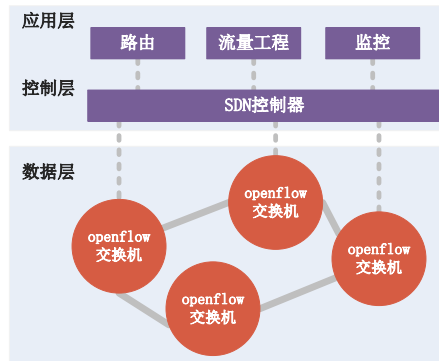 应用层
路由
流量工程
监控
控制层
SDN控制器
数据层
openflow
交换机
openflow
交换机
openflow
交换机
openflow
交换机